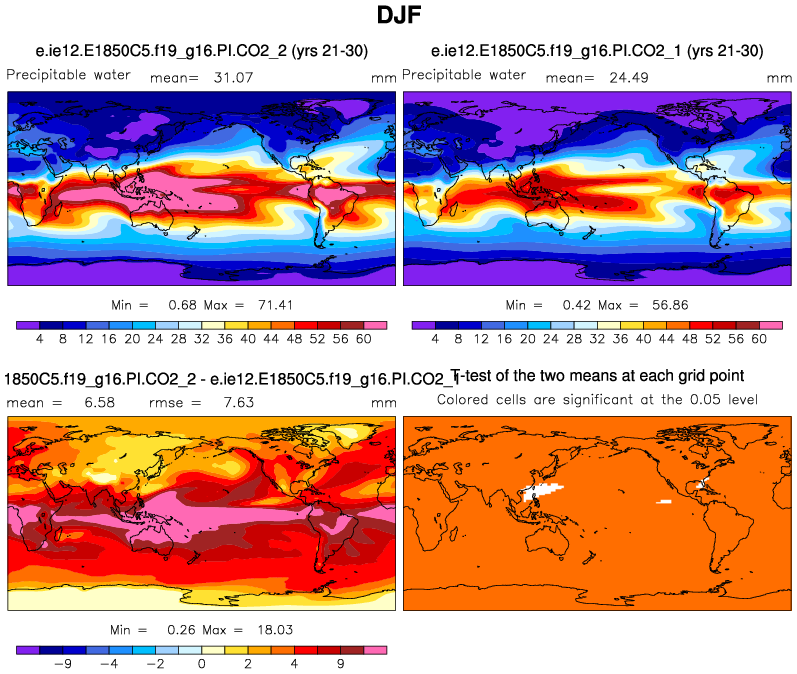 DJF
e.ie12.E1850C5.f19_g16.PI.CO2_2 (yrs 21-30)
Precipitable water mean= 31.07 mm
Min = 0.68 Max = 71.41
4 8 12 16 20 24 28 32 36 40 44 48 52 56 60
e.ie12.E1850C5.f19_g16.PI.CO2_1 (yrs 21-30)
Precipitable water mean= 24.49 mm
Min = 0.42 Max = 56.86
4 8 12 16 20 24 28 32 36 40 44 48 52 56 60
1850C5.f19_g16.PI.CO2_2 - e.ie12.E1850C5.f19_g16.PI.CO2_1
mean = 6.58 rmse = 7.63 mm
Min = 0.26 Max = 18.03
-9 -4 -2 0 2 4 9
T-test of the two means at each grid point
Colored cells are significant at the 0.05 level